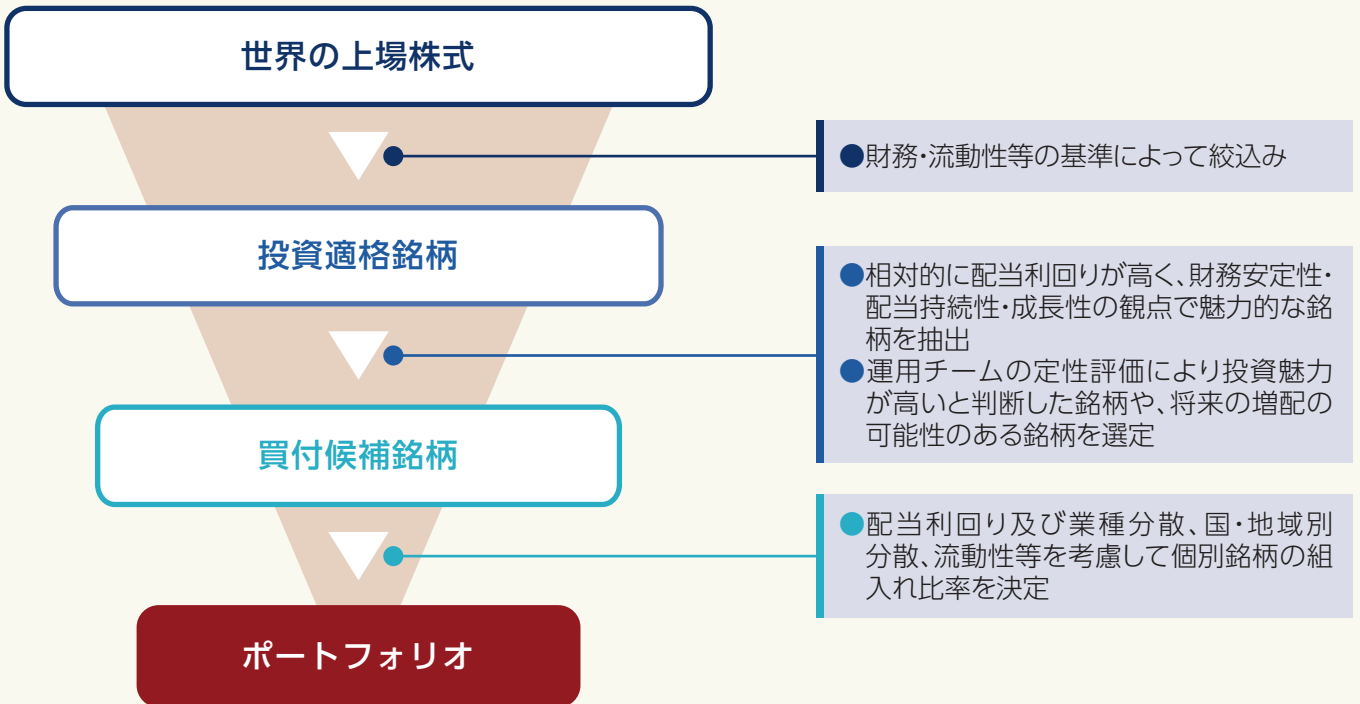 世界の上場株式
●財務・流動性等の基準によって絞込み
投資適格銘柄
●相対的に配当利回りが高く、財務安定性・
配当持続性・成長性の観点で魅力的な銘
柄を抽出
●運用チームの定性評価により投資魅力
が高いと判断した銘柄や、将来の増配の
可能性のある銘柄を選定
買付候補銘柄
●配当利回り及び業種分散、国・地域別
分散、流動性等を考慮して個別銘柄の組
入れ比率を決定
ポートフォリオ